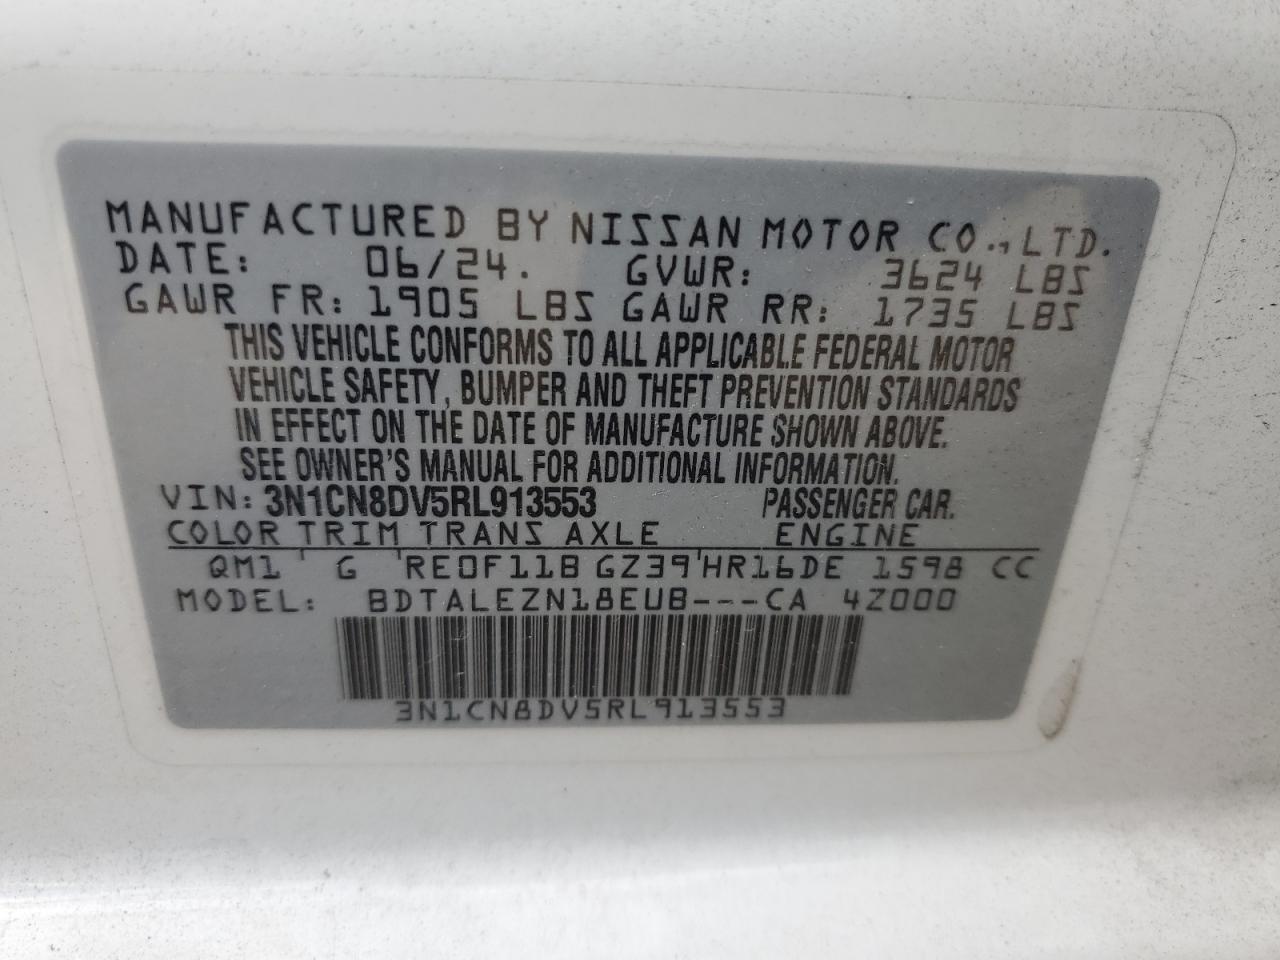 MANUFACTURED BY NISSAN MOTOR CO., LTD.
DATE: 06/24. GVWR: 3624 LBS
GAWR FR: 1905 LBS GAWR RR: 1735 LBS
THIS VEHICLE CONFORMS TO ALL APPLICABLE FEDERAL MOTOR
VEHICLE SAFETY, BUMPER AND THEFT PREVENTION STANDARDS
IN EFFECT ON THE DATE OF MANUFACTURE SHOWN ABOVE.
SEE OWNER'S MANUAL FOR ADDITIONAL INFORMATION.
VIN: 3N1CN8DV5RL913553 PASSENGER CAR.
COLOR TRIM TRANS AXLE ENGINE
QM1 ' G ' RE0F11B GZ39'HR16DE 1598 CC
MODEL: BDTALEZN18EUB---CA 4Z000
3N1CN8DV5RL913553